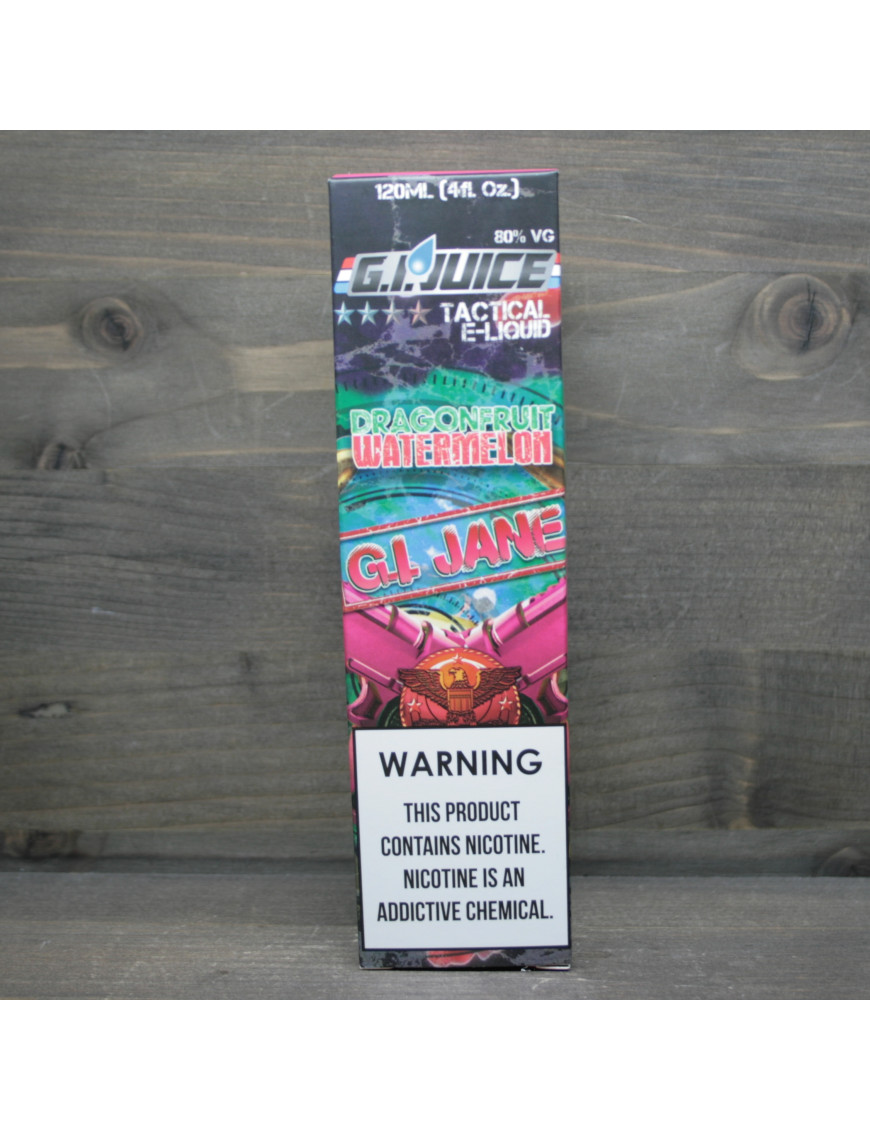 120ML (4fl. Oz.)
80% VG
G.I. JUICE
TACTICAL
E-LIQUID
DRAGONFRUIT
WATERMELON
G.I. JANE
WARNING
THIS PRODUCT
CONTAINS NICOTINE.
NICOTINE IS AN
ADDICTIVE CHEMICAL.